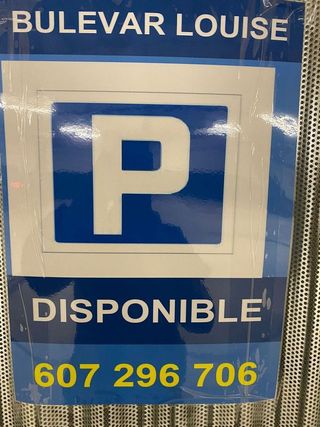 BULEVAR LOUISE
P
DISPONIBLE
607 296 706